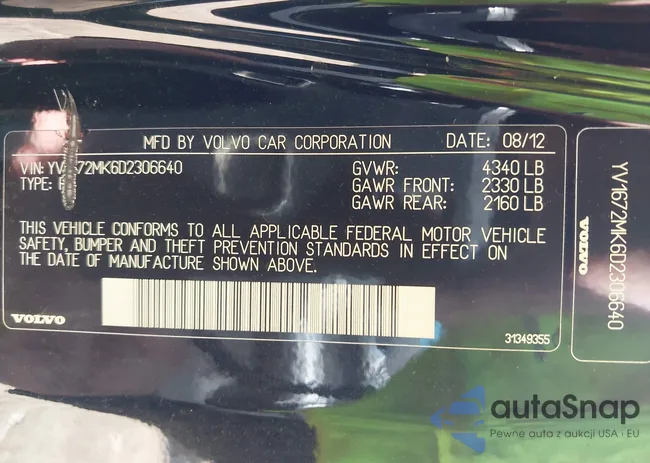 MFD BY VOLVO CAR CORPORATION DATE: 08/12
VIN: 72MK6D2306640 GVWR: 4340 LB
TYPE: GAWR FRONT: 2330 LB
GAWR REAR: 2160 LB
THIS VEHICLE CONFORMS TO ALL APPLICABLE FEDERAL MOTOR VEHICLE
SAFETY, BUMPER AND THEFT PREVENTION STANDARDS IN EFFECT ON
THE DATE OF MANUFACTURE SHOWN ABOVE.
VOLVO
31349355
YV1672MK6D2306640
VOLVO
autaSnap
Pewne auta z aukcji USA · EU